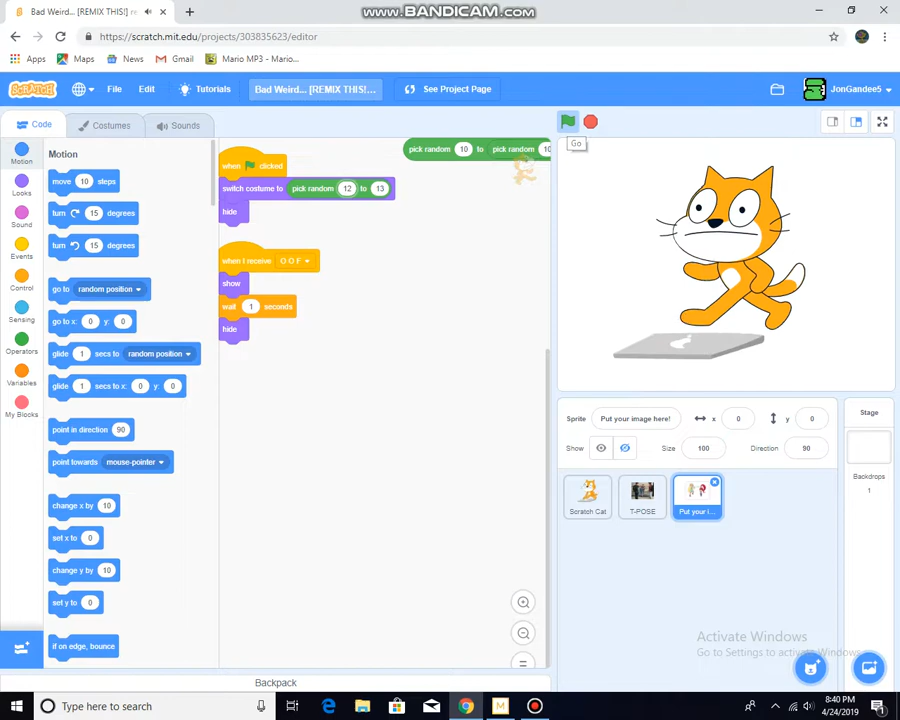 www.BANDICAM.com
Bad Weird... [REMIX THIS!] re
https://scratch.mit.edu/projects/303835623/editor
Apps Maps News Gmail Mario MP3 - Mario...
SCRATCH File Edit Tutorials Bad Weird... [REMIX THIS!]... See Project Page JonGandee5
Code Costumes Sounds
Go
Motion
Looks
Sound
Events
Control
Sensing
Operators
Variables
My Blocks
Motion
move 10 steps
turn 15 degrees
turn 15 degrees
go to random position
go to x: 0 y: 0
glide 1 secs to random position
glide 1 secs to x: 0 y: 0
point in direction 90
point towards mouse-pointer
change x by 10
set x to 0
change y by 10
set y to 0
if on edge, bounce
when clicked
switch costume to pick random 12 to 13
hide
when I receive O O F
show
wait 1 seconds
hide
pick random 10 to pick random 10
Sprite Put your image here! x 0 y 0
Show Size 100 Direction 90
Scratch Cat
T-POSE
Put your i...
Stage
Backdrops
1
Activate Windows
Go to Settings to activate Windows.
Backpack
Type here to search
M
8:40 PM
4/24/2019
1